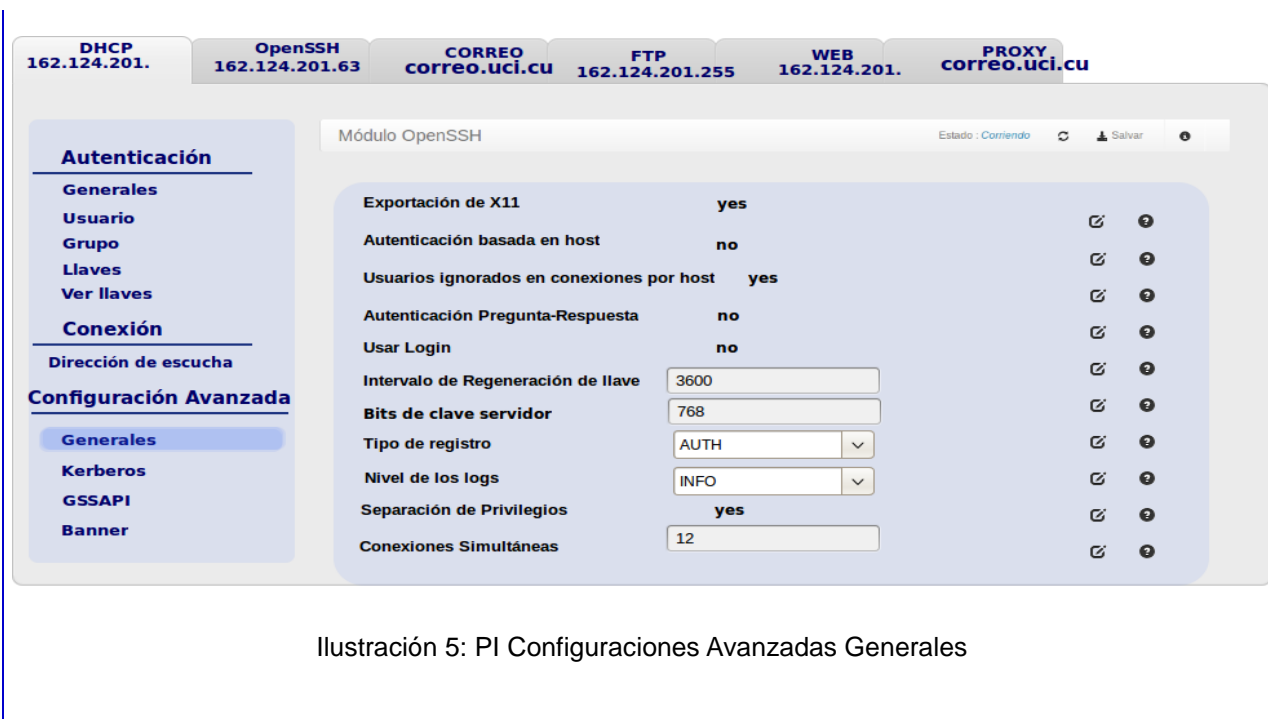 DHCP
162.124.201.
OpenSSH
162.124.201.63
CORREO
correo.uci.cu
FTP
162.124.201.255
WEB
162.124.201.
PROXY
correo.uci.cu
Autenticación
Generales
Usuario
Grupo
Llaves
Ver llaves
Conexión
Dirección de escucha
Configuración Avanzada
Generales
Kerberos
GSSAPI
Banner
Módulo OpenSSH
Estado : Corriendo
Salvar
Exportación de X11 yes
Autenticación basada en host no
Usuarios ignorados en conexiones por host yes
Autenticación Pregunta-Respuesta no
Usar Login no
Intervalo de Regeneración de llave 3600
Bits de clave servidor 768
Tipo de registro AUTH
Nivel de los logs INFO
Separación de Privilegios yes
Conexiones Simultáneas 12
Ilustración 5: PI Configuraciones Avanzadas Generales